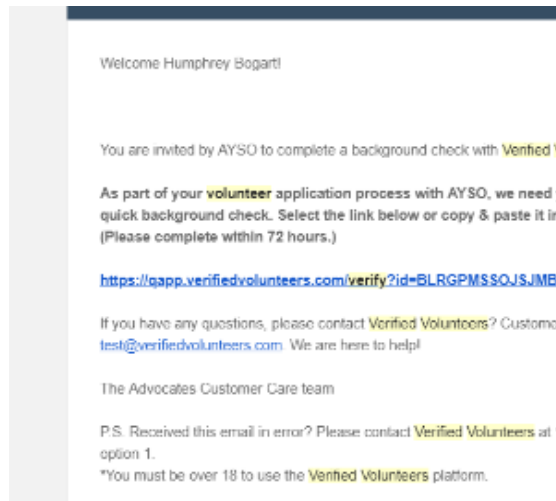 Welcome Humphrey Bogart!
You are invited by AYSO to complete a background check with Verified
As part of your volunteer application process with AYSO, we need
quick background check. Select the link below or copy & paste it
(Please complete within 72 hours.)
https://qapp.verifiedvolunteers.com/verify?id=BLRGPMSSOJSJMB
If you have any questions, please contact Verified Volunteers? Custome
test@verifiedvolunteers.com. We are here to help!
The Advocates Customer Care team
P.S. Received this email in error? Please contact Verified Volunteers at
option 1.
*You must be over 18 to use the Verified Volunteers platform.